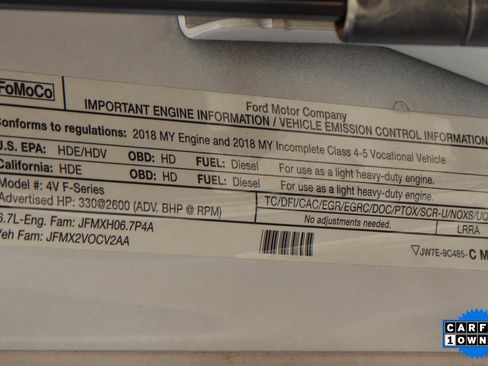 FoMoCo
Ford Motor Company
IMPORTANT ENGINE INFORMATION / VEHICLE EMISSION CONTROL INFORMATION
Conforms to regulations: 2018 MY Engine and 2018 MY Incomplete Class 4-5 Vocational Vehicle
U.S. EPA: HDE/HDV OBD: HD FUEL: Diesel For use as a light heavy-duty engine.
California: HDE OBD: HD FUEL: Diesel For use as a light heavy-duty engine.
Model #: 4V F-Series
Advertised HP: 330@2600 (ADV. BHP @ RPM) TC/DFI/CAC/EGR/EGRC/DOC/PTOX/SCR-U/NOXS/UQ
6.7L-Eng. Fam: JFMXH06.7P4A No adjustments needed. LRRA
Veh Fam: JFMX2VOCV2AA JW7E-9C485-C M
CARF
1 OWN